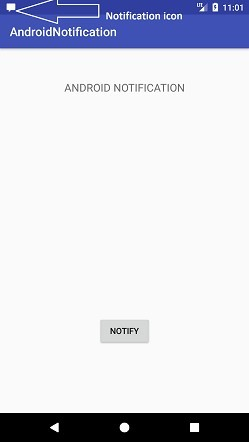 Notification icon
11:01
AndroidNotification
ANDROID NOTIFICATION
NOTIFY